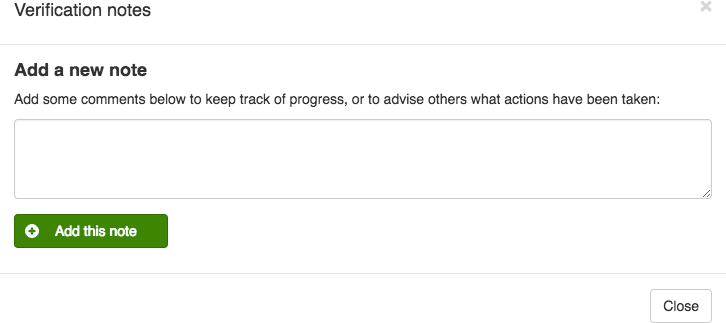 Verification notes
Add a new note
Add some comments below to keep track of progress, or to advise others what actions have been taken:
Add this note
Close